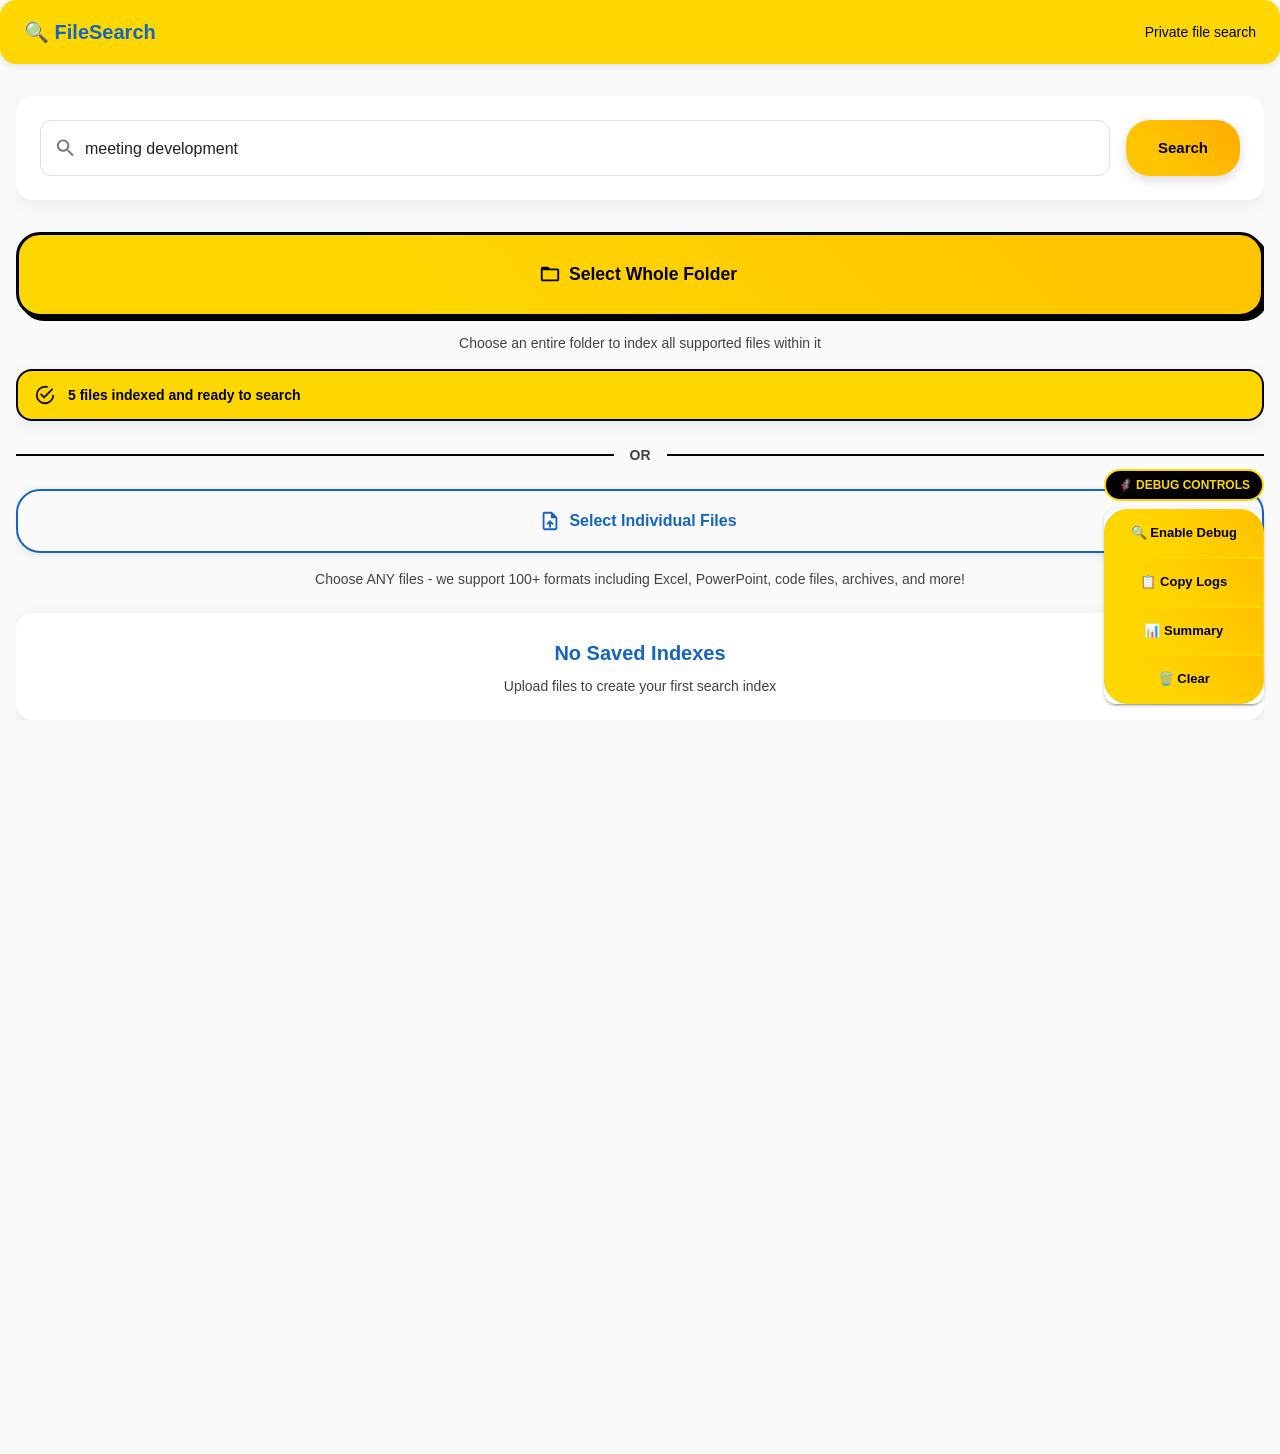 🔍 FileSearch
Private file search
meeting development
Search
Select Whole Folder
Choose an entire folder to index all supported files within it
5 files indexed and ready to search
OR
DEBUG CONTROLS
Select Individual Files
🔍 Enable Debug
Choose ANY files - we support 100+ formats including Excel, PowerPoint, code files, archives, and more!
📋 Copy Logs
📊 Summary
No Saved Indexes
Upload files to create your first search index
🗑️ Clear